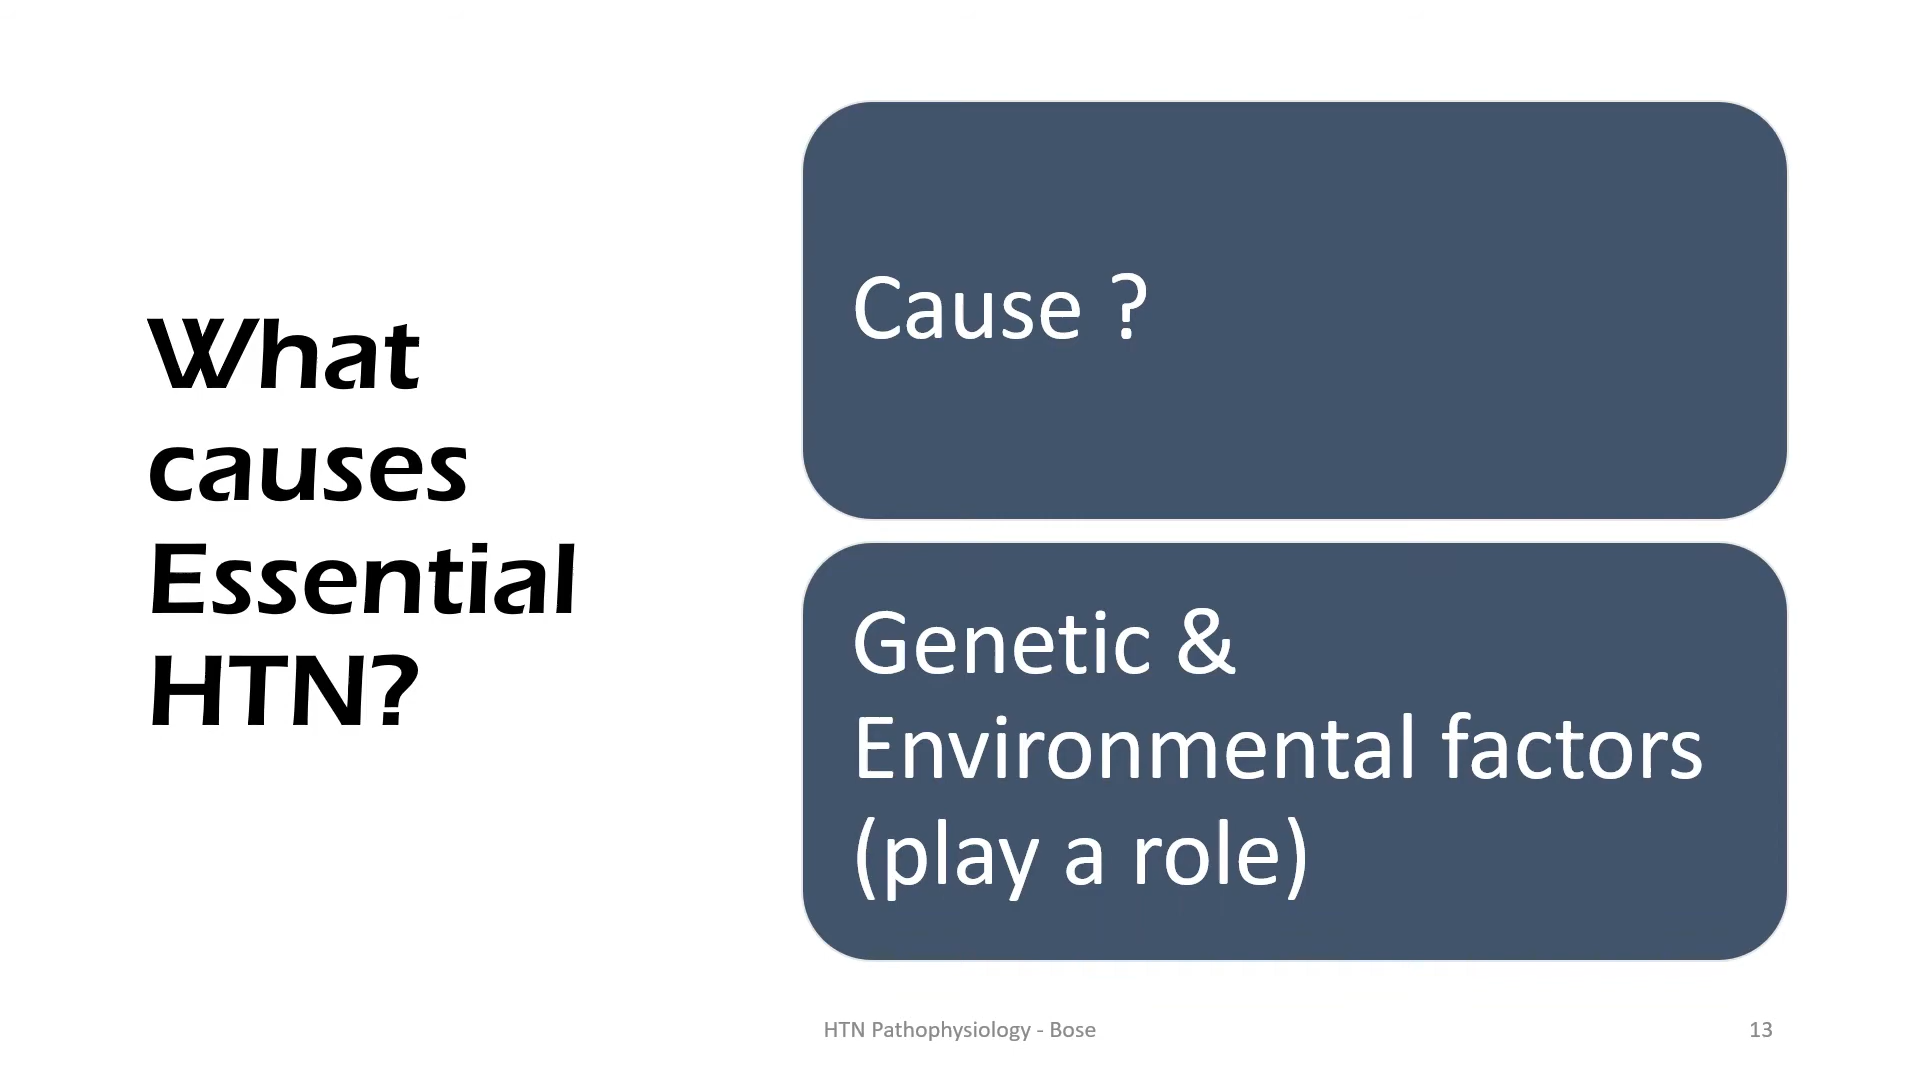 What
causes
Essential
HTN?
Cause ?
Genetic &
Environmental factors
(play a role)
HTN Pathophysiology - Bose
13